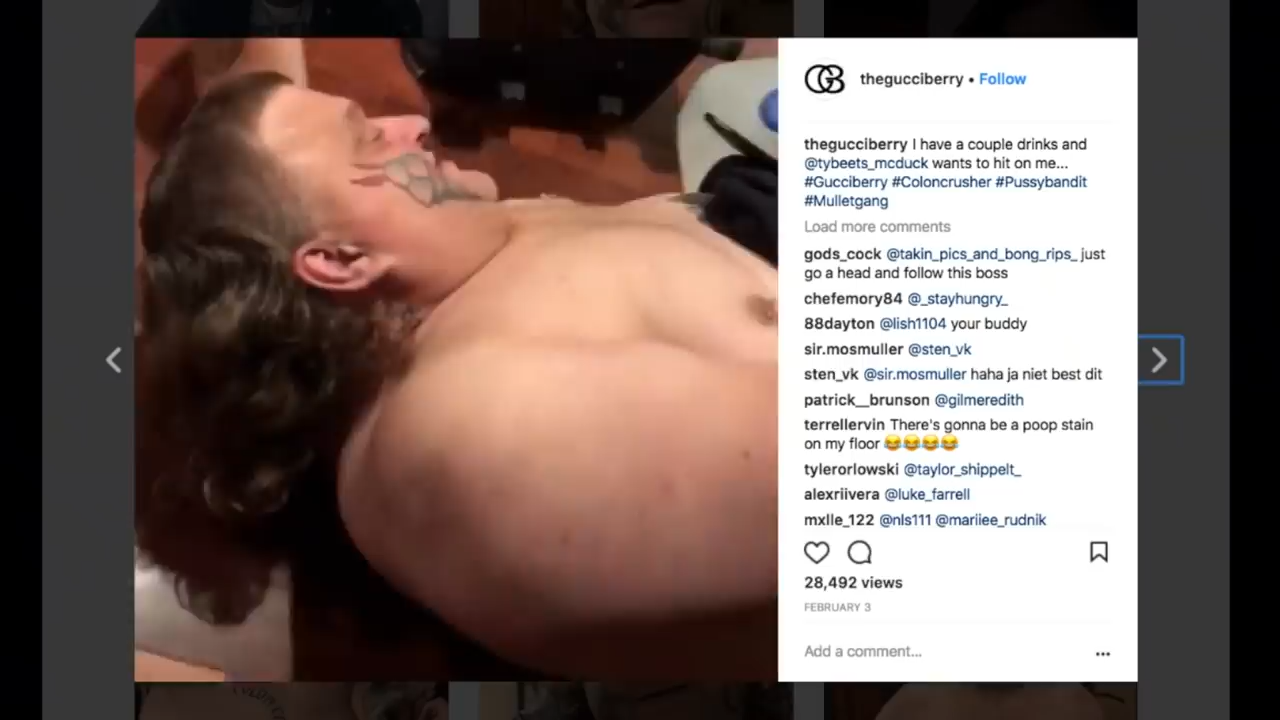 GB
thegucciberry • Follow
thegucciberry I have a couple drinks and
@tybeets_mcduck wants to hit on me...
#Gucciberry #Coloncrusher #Pussybandit
#Mulletgang
Load more comments
gods_cock @takin_pics_and_bong_rips_ just
go a head and follow this boss
chefemory84 @_stayhungry_
88dayton @lish1104 your buddy
sir.mosmuller @sten_vk
sten_vk @sir.mosmuller haha ja niet best dit
patrick__brunson @gilmeredith
terrellervin There's gonna be a poop stain
on my floor 😂😂😂😂
tylerorlowski @taylor_shippelt_
alexriivera @luke_farrell
mxlle_122 @nls111 @mariiee_rudnik
28,492 views
FEBRUARY 3
Add a comment...